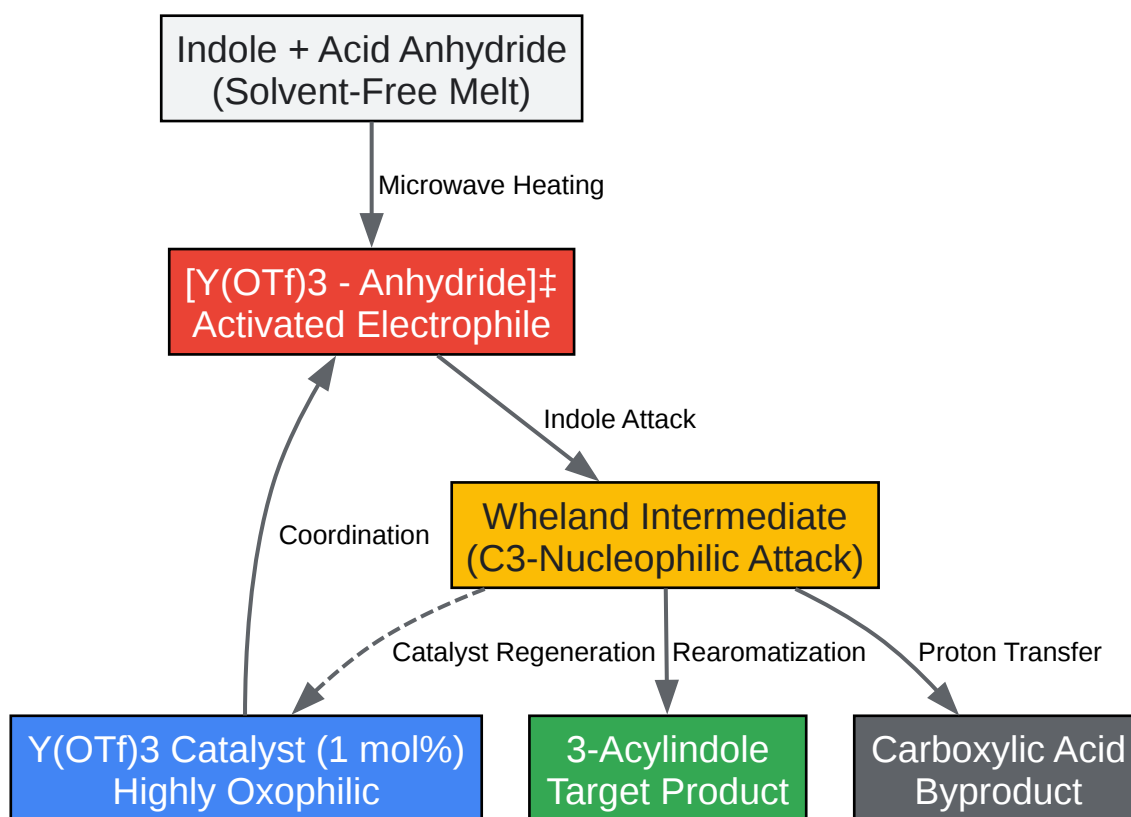 Indole + Acid Anhydride
(Solvent-Free Melt)
Microwave Heating
[Y(OTf)3 - Anhydride]‡
Activated Electrophile
Indole Attack
Coordination
Wheland Intermediate
(C3-Nucleophilic Attack)
Catalyst Regeneration
Rearomatization
Proton Transfer
Y(OTf)3 Catalyst (1 mol%)
Highly Oxophilic
3-Acylindole
Target Product
Carboxylic Acid
Byproduct